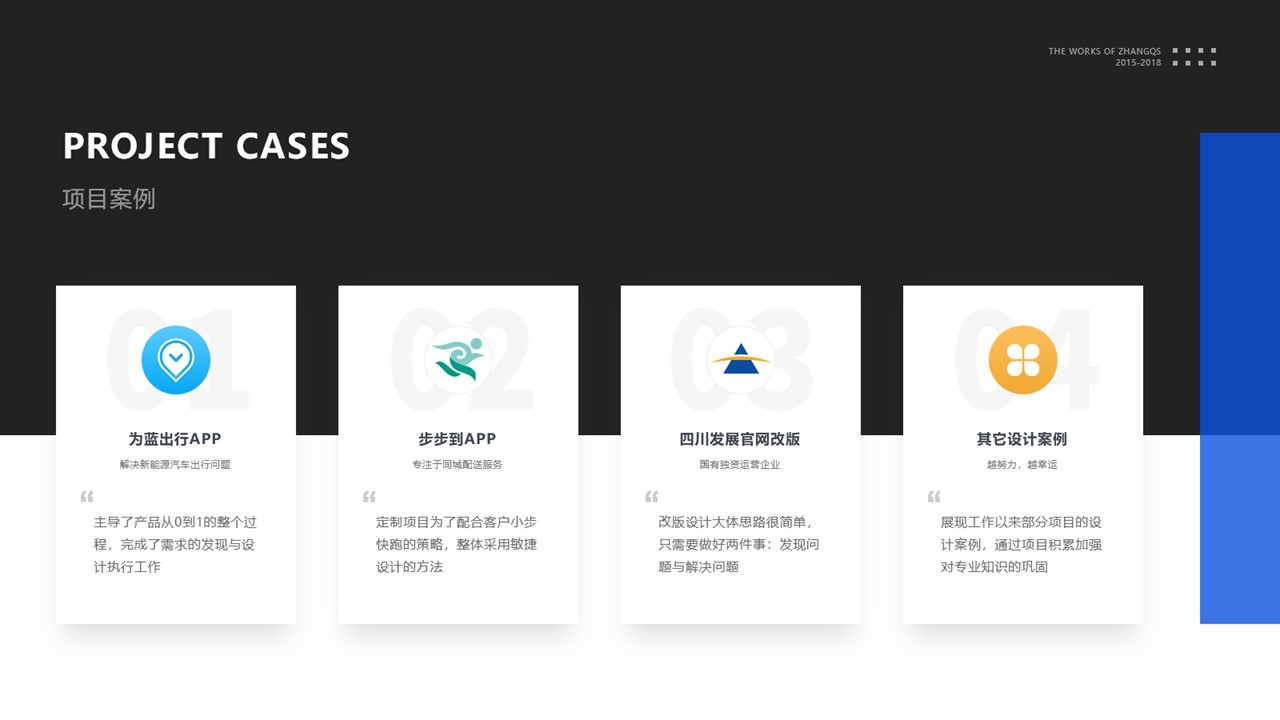 THE WORKS OF ZHANGQS
2015-2018
PROJECT CASES
项目案例
01
为蓝出行APP
解决新能源汽车出行问题
“
主导了产品从0到1的整个过
程，完成了需求的发现与设
计执行工作
02
步步到APP
专注于同城配送服务
“
定制项目为了配合客户小步
快跑的策略，整体采用敏捷
设计的方法
03
四川发展官网改版
国有独资运营企业
“
改版设计大体思路很简单，
只需要做好两件事：发现问
题与解决问题
04
其它设计案例
越努力，越幸运
“
展现工作以来部分项目的设
计案例，通过项目积累加强
对专业知识的巩固